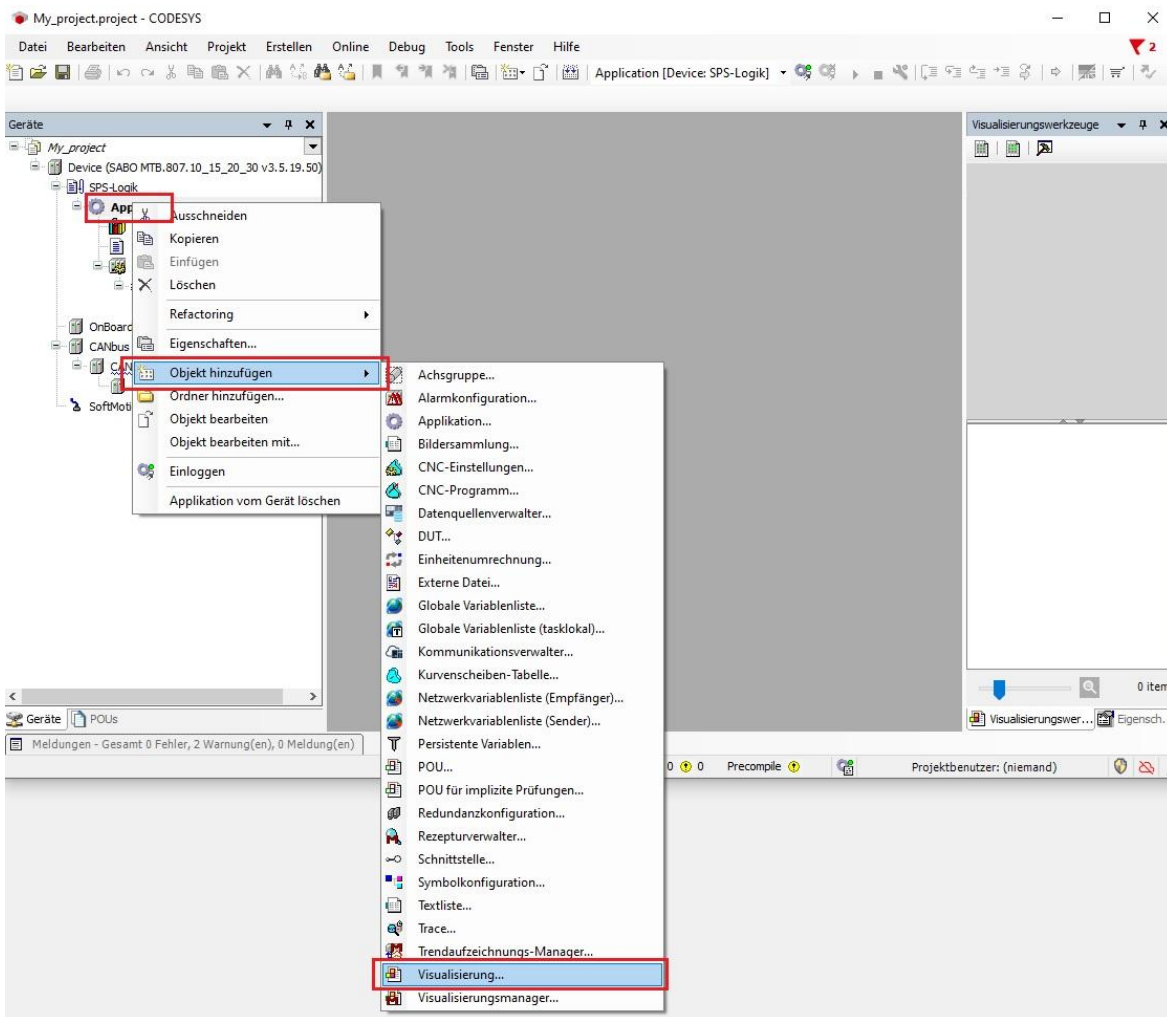 My_project.project - CODESYS
Datei Bearbeiten Ansicht Projekt Erstellen Online Debug Tools Fenster Hilfe
2
Application [Device: SPS-Logik]
Geräte
My_project
Device (SABO MTB.807.10_15_20_30 v3.5.19.50)
SPS-Logik
App
OnBoard
CANbus
CAN
SoftMoti
Ausschneiden
Kopieren
Einfügen
Löschen
Refactoring
Eigenschaften...
Objekt hinzufügen
Ordner hinzufügen...
Objekt bearbeiten
Objekt bearbeiten mit...
Einloggen
Applikation vom Gerät löschen
Achsgruppe...
Alarmkonfiguration...
Applikation...
Bildersammlung...
CNC-Einstellungen...
CNC-Programm...
Datenquellenverwalter...
DUT...
Einheitenumrechnung...
Externe Datei...
Globale Variablenliste...
Globale Variablenliste (tasklokal)...
Kommunikationsverwalter...
Kurvenscheiben-Tabelle...
Netzwerkvariablenliste (Empfänger)...
Netzwerkvariablenliste (Sender)...
Persistente Variablen...
POU...
POU für implizite Prüfungen...
Redundanzkonfiguration...
Rezepturverwalter...
Schnittstelle...
Symbolkonfiguration...
Textliste...
Trace...
Trendaufzeichnungs-Manager...
Visualisierung...
Visualisierungsmanager...
Visualisierungswerkzeuge
0 item
Visualisierungswer... Eigensch.
Geräte POUs
Meldungen - Gesamt 0 Fehler, 2 Warnung(en), 0 Meldung(en)
0 0 Precompile Projektbenutzer: (niemand)